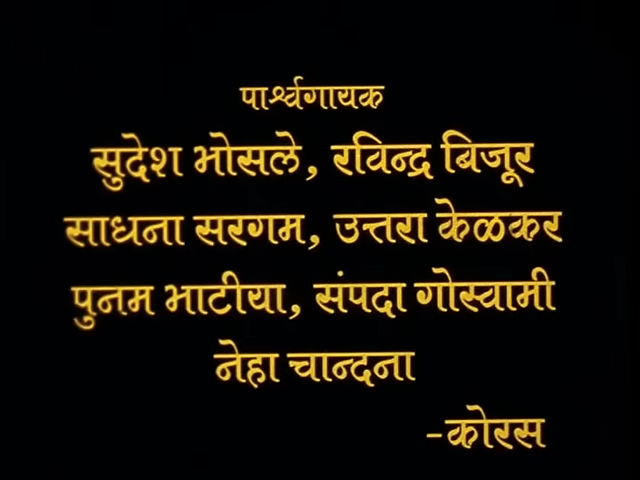 पार्श्वगायक
सुदेश भोसले, रविन्द्र बिजूर
साधना सरगम, उत्तरा केळकर
पुनम भाटीया, संपदा गोस्वामी
नेहा चान्दना
-कोरस